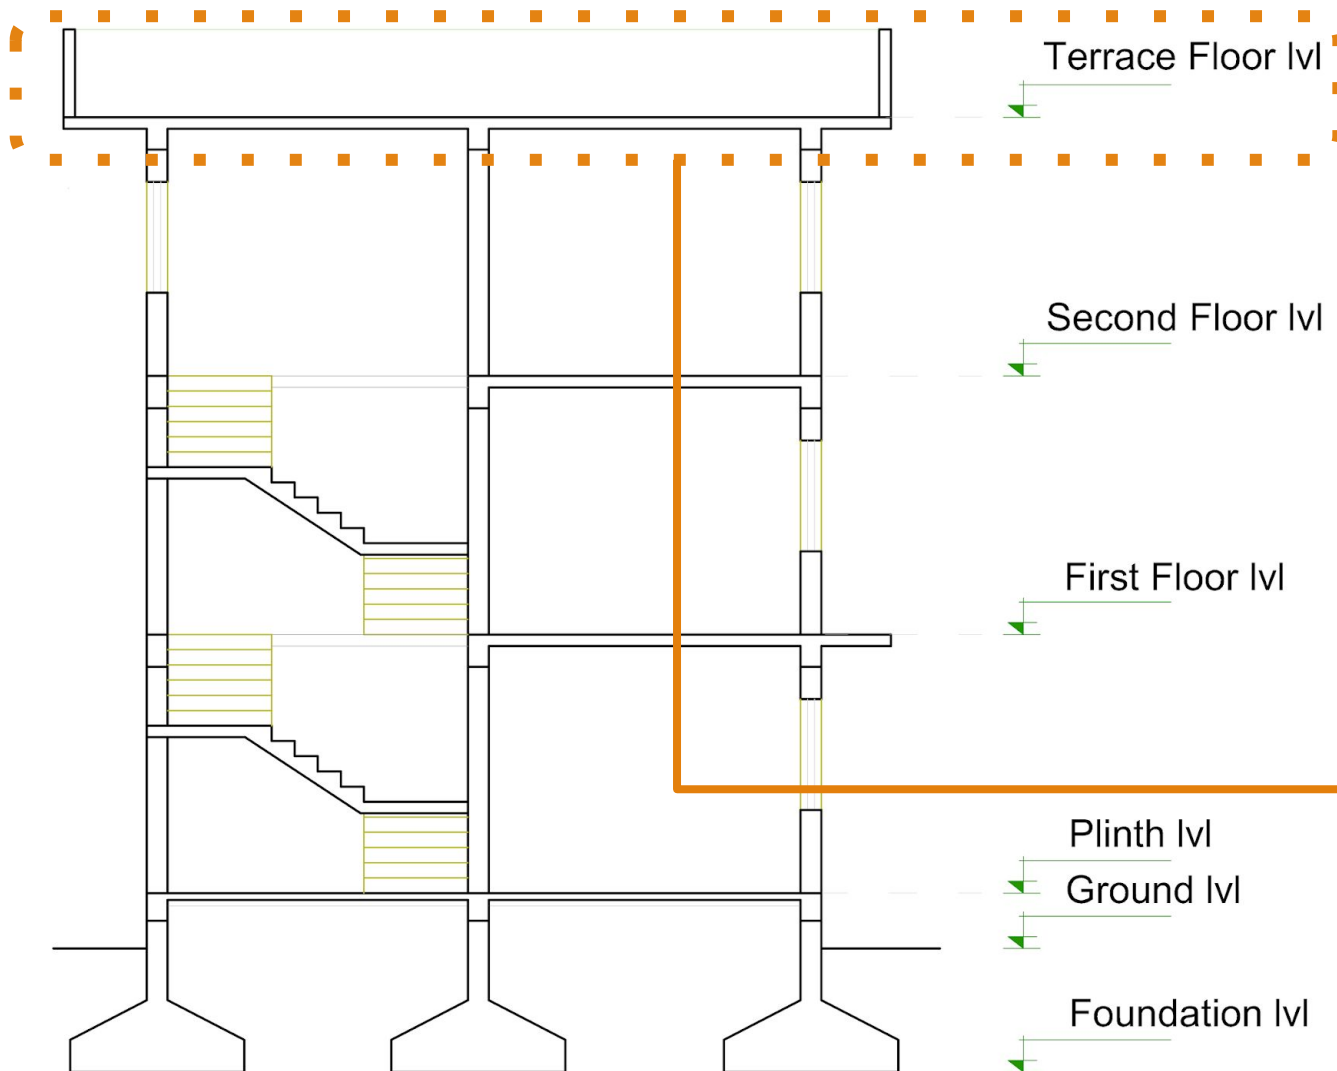 Terrace Floor lvl
Second Floor lvl
First Floor lvl
Plinth lvl
Ground lvl
Foundation lvl